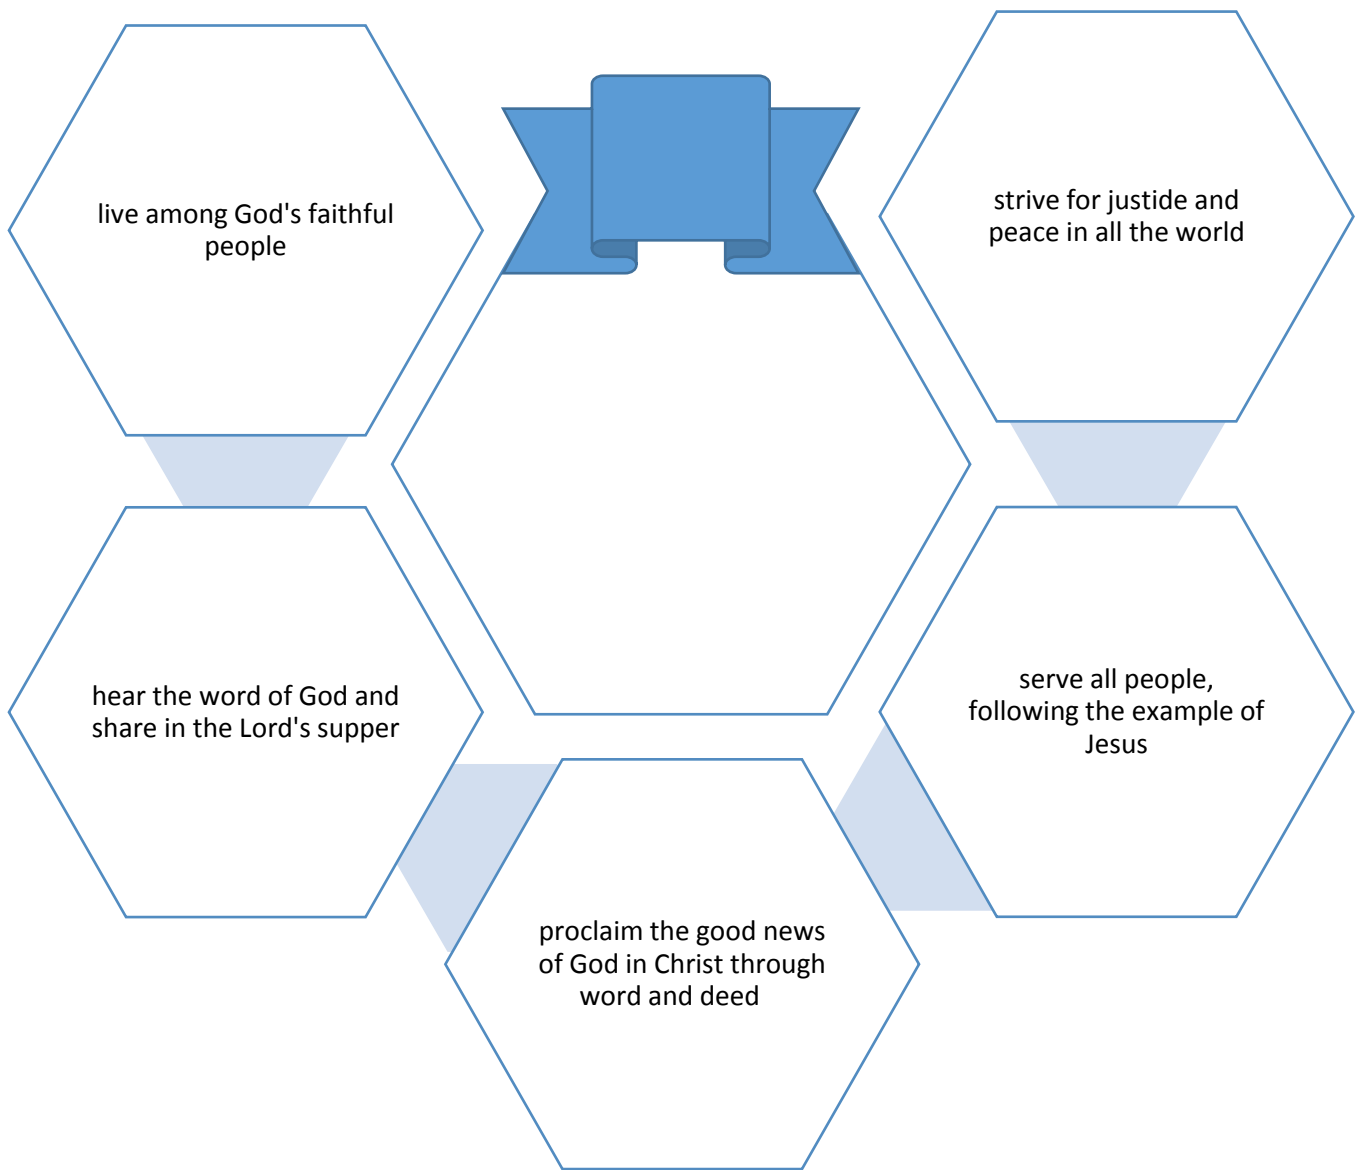 live among God's faithful
people
hear the word of God and
share in the Lord's supper
proclaim the good news
of God in Christ through
word and deed
serve all people,
following the example of
Jesus
strive for justide and
peace in all the world